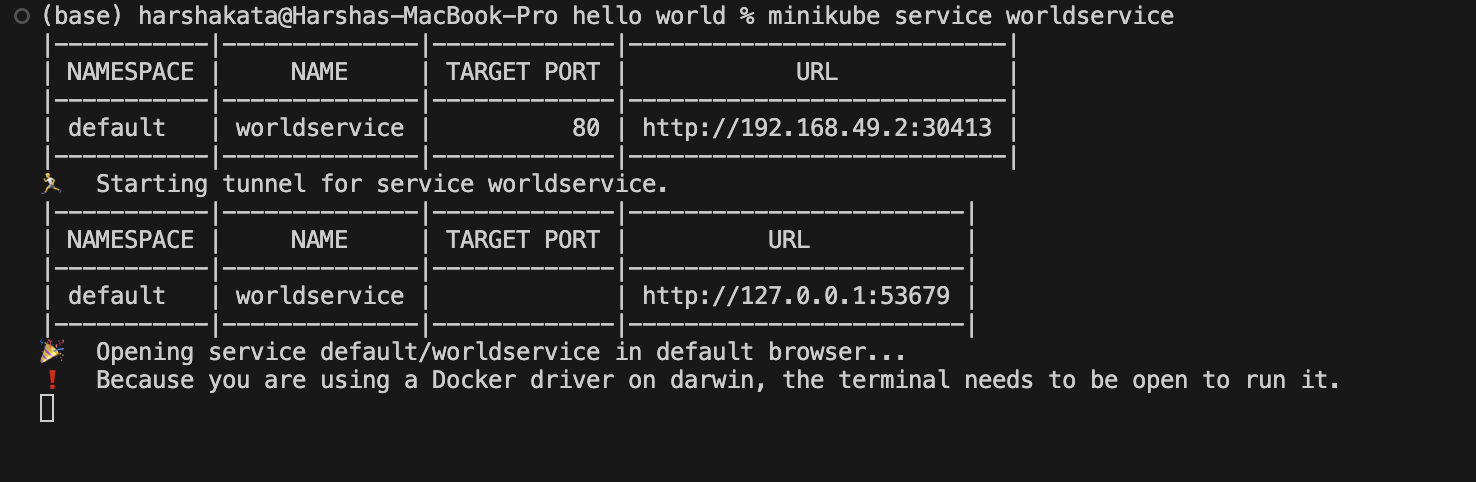 (base) harshakata@Harshas-MacBook-Pro hello world % minikube service worldservice
|-----------|--------------|-------------|---------------------------|
| NAMESPACE |     NAME     | TARGET PORT |            URL            |
|-----------|--------------|-------------|---------------------------|
| default   | worldservice |          80 | http://192.168.49.2:30413 |
|-----------|--------------|-------------|---------------------------|
🏃  Starting tunnel for service worldservice.
|-----------|--------------|-------------|------------------------|
| NAMESPACE |     NAME     | TARGET PORT |          URL           |
|-----------|--------------|-------------|------------------------|
| default   | worldservice |             | http://127.0.0.1:53679 |
|-----------|--------------|-------------|------------------------|
🎉  Opening service default/worldservice in default browser...
❗  Because you are using a Docker driver on darwin, the terminal needs to be open to run it.